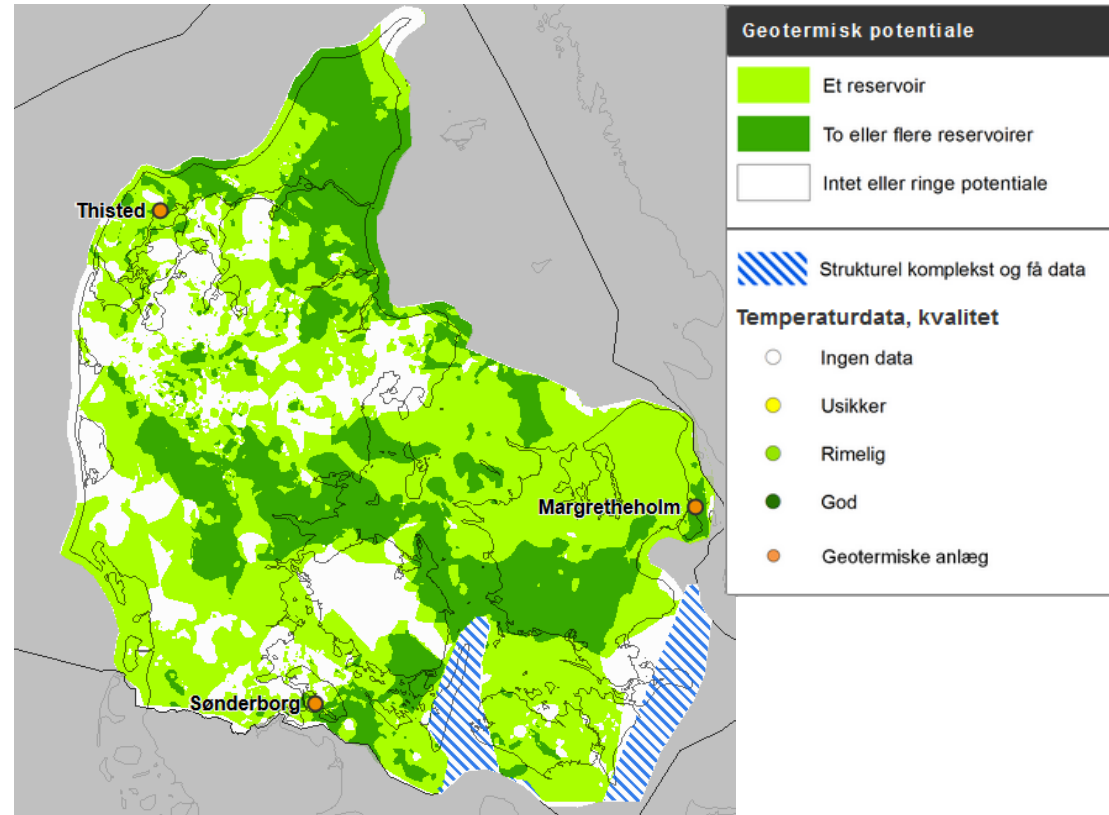 Geotermisk potentiale
Et reservoir
To eller flere reservoirer
Intet eller ringe potentiale
Strukturel komplekst og få data
Temperaturdata, kvalitet
Ingen data
Usikker
Rimelig
God
Geotermiske anlæg
Thisted
Margretheholm
Sønderborg